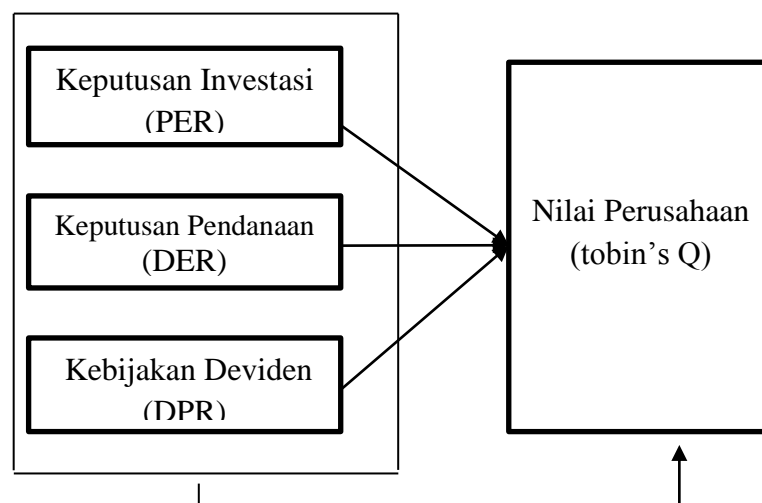 Keputusan Investasi
(PER)
Keputusan Pendanaan
(DER)
Kebijakan Deviden
(DPR)
Nilai Perusahaan
(tobin’s Q)